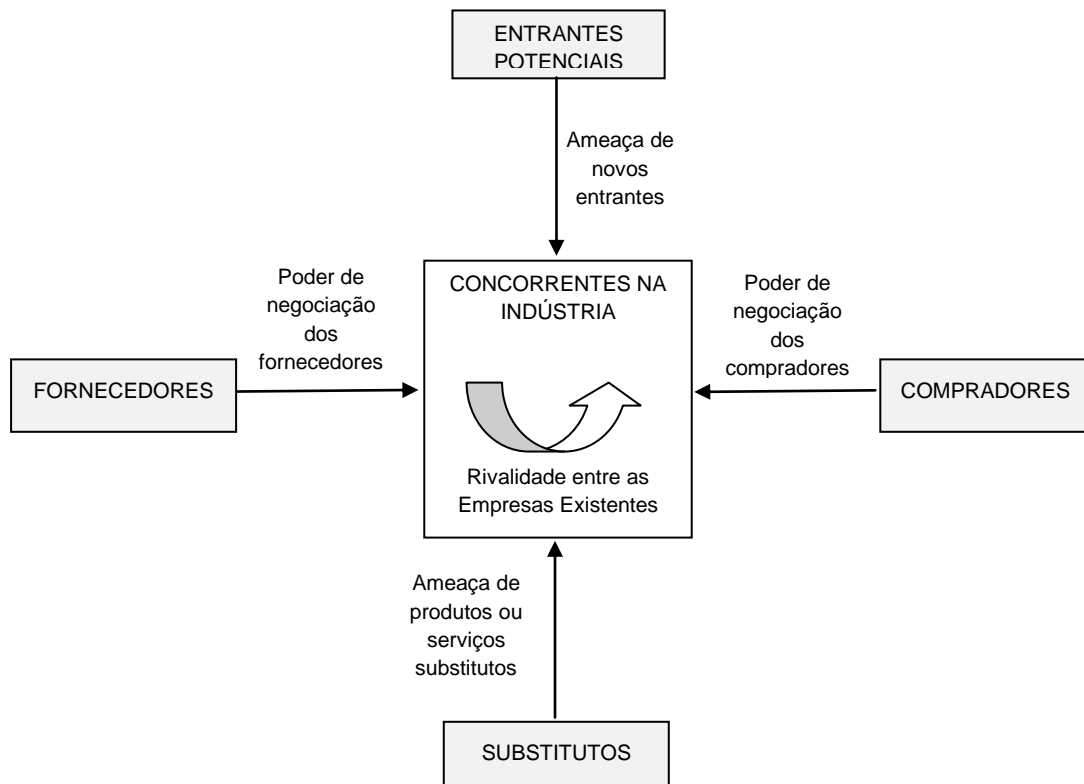 ENTRANTES
POTENCIAIS
Ameaça de
novos
entrantes
Poder de
negociação
dos
fornecedores
CONCORRENTES NA
INDÚSTRIA
Poder de
negociação
dos
compradores
FORNECEDORES
COMPRADORES
Rivalidade entre as
Empresas Existentes
Ameaça de
produtos ou
serviços
substitutos
SUBSTITUTOS